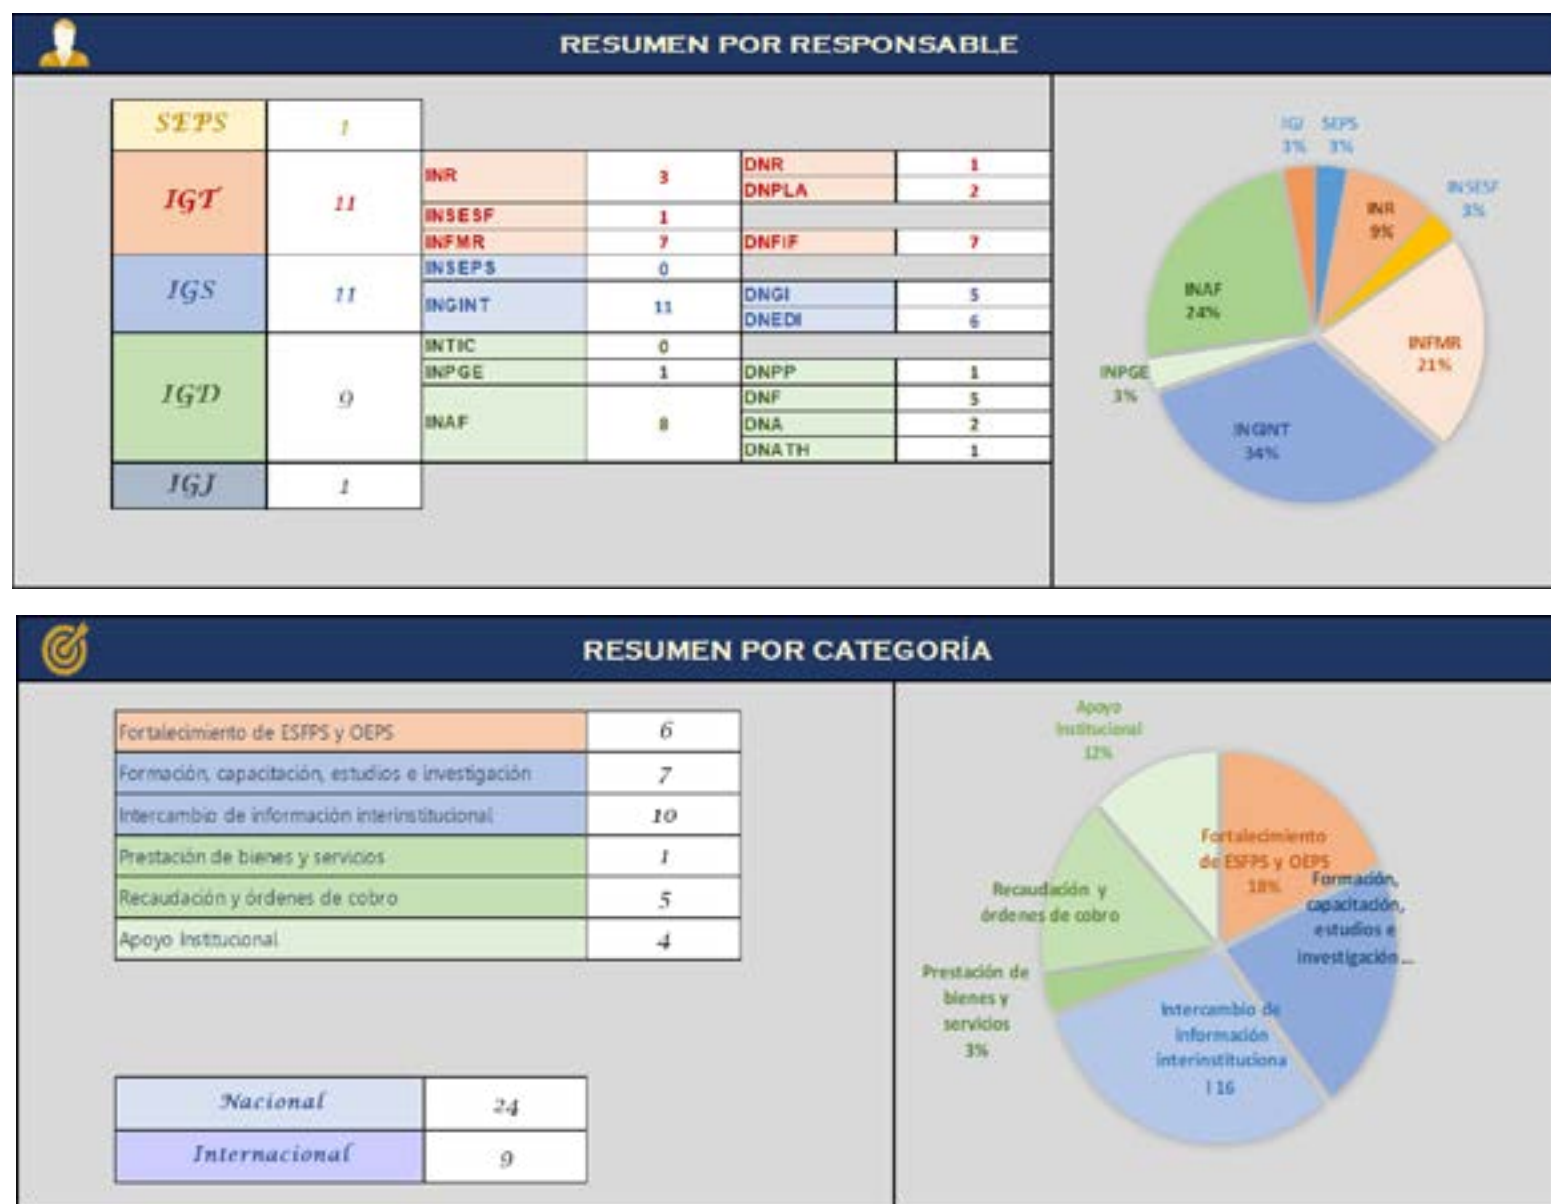 RESUMEN POR RESPONSABLE
SEPS 1
IGT 11
INR 3
DNR 1
DNPLA 2
INSESF 1
INFMR 7 DNFIF 7
IGS 11
INSEPS 0
INGINT 11
DNGI 5
DNEDI 6
IGD 9
INTIC 0
INPGE 1 DNPP 1
INAF 8
DNF 5
DNA 2
DNATH 1
IGJ 1
IGJ
3%
SEPS
3%
INSESF
3%
INR
9%
INAF
24%
INFMR
21%
INPGE
3%
INGINT
34%
RESUMEN POR CATEGORÍA
Fortalecimiento de ESFPS y OEPS 6
Formación, capacitación, estudios e investigación 7
Intercambio de información interinstitucional 10
Prestación de bienes y servicios 1
Recaudación y órdenes de cobro 5
Apoyo Institucional 4
Nacional 24
Internacional 9
Apoyo
Institucional
12%
Fortalecimiento
de ESFPS y OEPS
18%
Formación,
capacitación,
estudios e
investigación ...
Recaudación y
órdenes de cobro
Prestación de
bienes y
servicios
3%
Intercambio de
información
interinstituciona
l 16